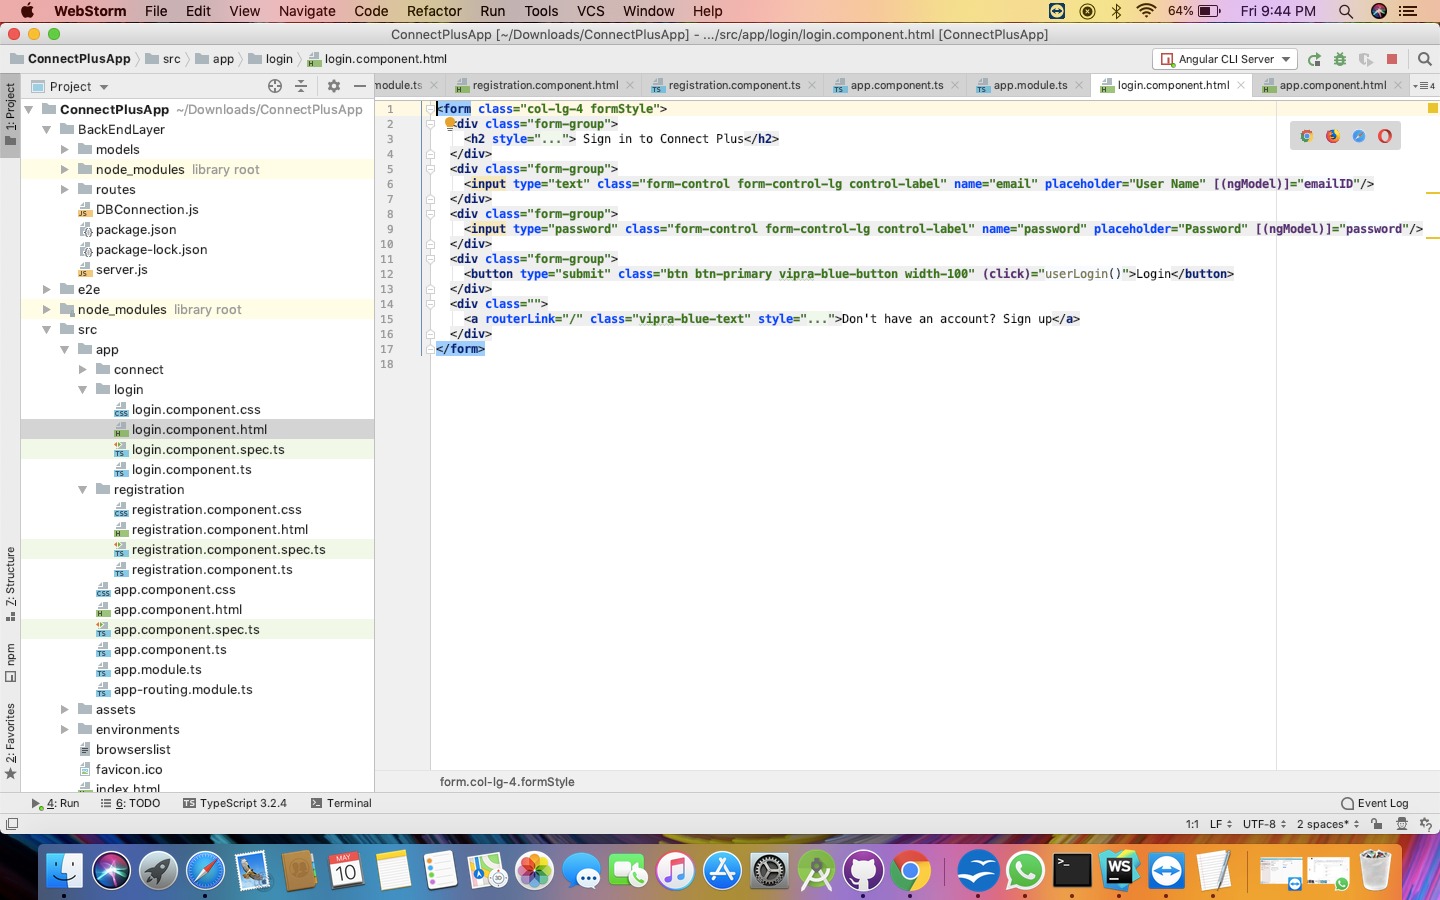 WebStorm File Edit View Navigate Code Refactor Run Tools VCS Window Help 64% Fri 9:44 PM
ConnectPlusApp [~/Downloads/ConnectPlusApp] - .../src/app/login/login.component.html [ConnectPlusApp]
ConnectPlusApp src app login login.component.html Angular CLI Server
1: Project
Z: Structure
npm
2: Favorites
Project
module.ts registration.component.html registration.component.ts app.component.ts app.module.ts login.component.html app.component.html 4
ConnectPlusApp ~/Downloads/ConnectPlusApp
BackEndLayer
models
node_modules library root
routes
DBConnection.js
package.json
package-lock.json
server.js
e2e
node_modules library root
src
app
connect
login
login.component.css
login.component.html
login.component.spec.ts
login.component.ts
registration
registration.component.css
registration.component.html
registration.component.spec.ts
registration.component.ts
app.component.css
app.component.html
app.component.spec.ts
app.component.ts
app.module.ts
app-routing.module.ts
assets
environments
browserslist
favicon.ico
index.html
1 <form class="col-lg-4 formStyle">
2 <div class="form-group">
3 <h2 style="..."> Sign in to Connect Plus</h2>
4 </div>
5 <div class="form-group">
6 <input type="text" class="form-control form-control-lg control-label" name="email" placeholder="User Name" [(ngModel)]="emailID"/>
7 </div>
8 <div class="form-group">
9 <input type="password" class="form-control form-control-lg control-label" name="password" placeholder="Password" [(ngModel)]="password"/>
10 </div>
11 <div class="form-group">
12 <button type="submit" class="btn btn-primary vipra-blue-button width-100" (click)="userLogin()">Login</button>
13 </div>
14 <div class="">
15 <a routerLink="/" class="vipra-blue-text" style="...">Don't have an account? Sign up</a>
16 </div>
17 </form>
18
form.col-lg-4.formStyle
4: Run 6: TODO TS TypeScript 3.2.4 Terminal Event Log
1:1 LF UTF-8 2 spaces*
MAY
10
WS